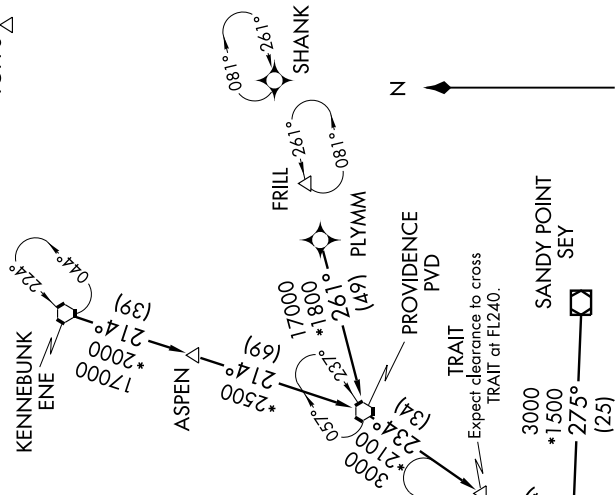 SHANK
261°
081°
N
FRILL
261°
081°
PLYMM
KENNEBUNK
ENE
224°
044°
17000
*2000
214°
(39)
ASPEN
*2500
214°
(69)
17000
*1800
261°
(49)
237°
057°
PROVIDENCE
PVD
3000
*2100
234°
(34)
TRAIT
Expect clearance to cross
TRAIT at FL240.
SANDY POINT
SEY
3000
*1500
275°
(25)